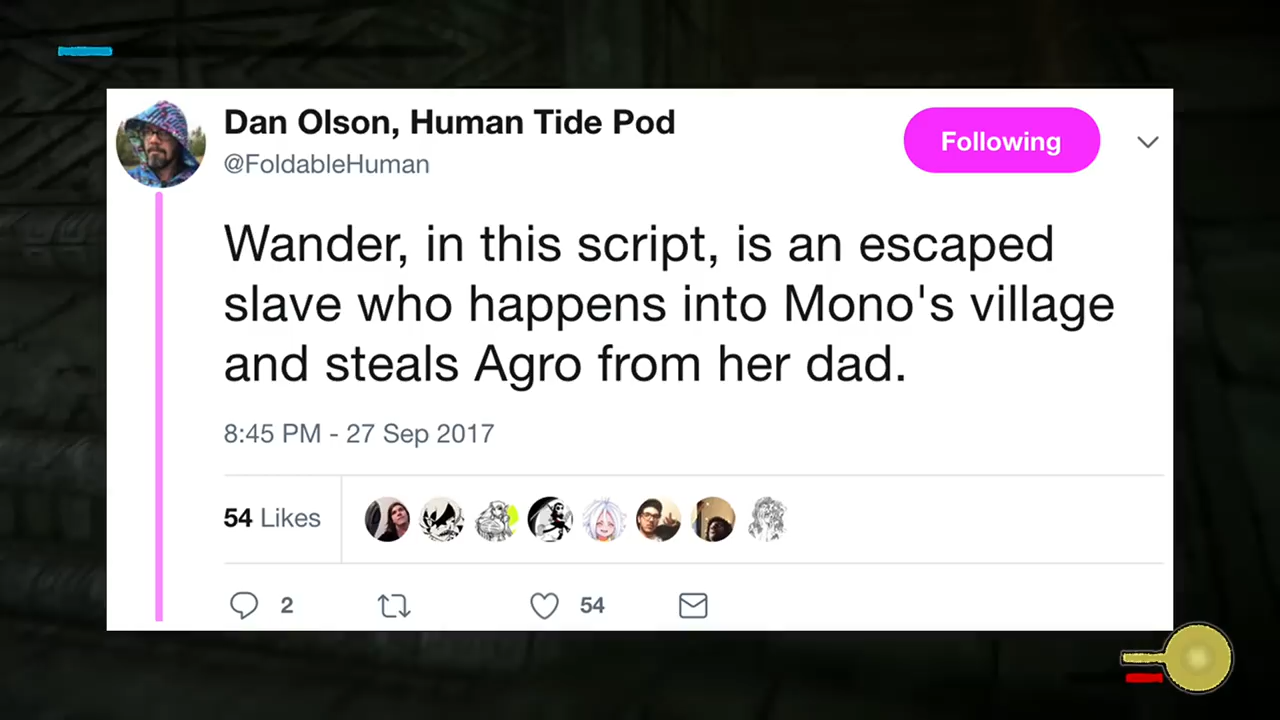 Dan Olson, Human Tide Pod
@FoldableHuman
Following
Wander, in this script, is an escaped
slave who happens into Mono's village
and steals Agro from her dad.
8:45 PM - 27 Sep 2017
54 Likes
2
54